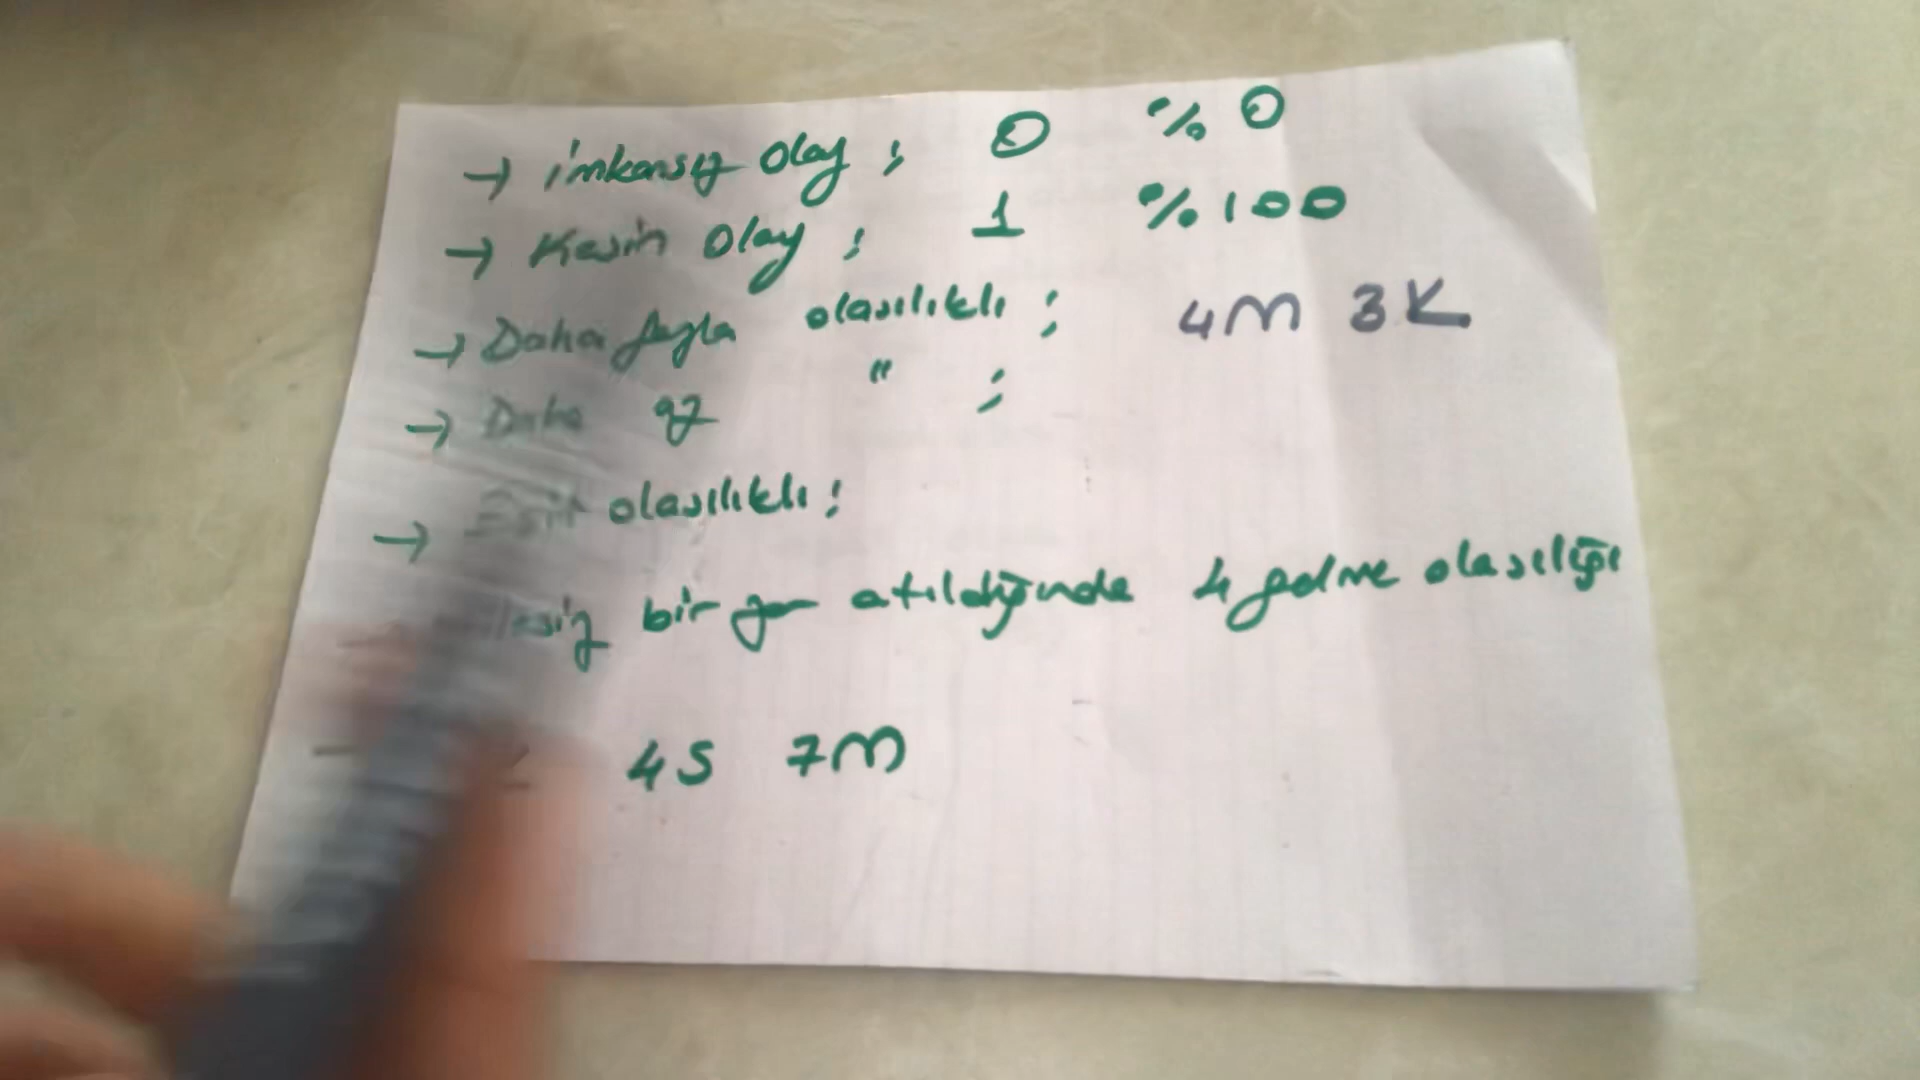 → imkansız Olay ; 0 % 0
→ Kesin Olay ; 1 % 100
→ Daha fazla olasılıklı ; 4M 3K
→ Daha az " ;
→ Eşit olasılıklı ;
bir zar atıldığında 4 gelme olasılığı
4S 7M